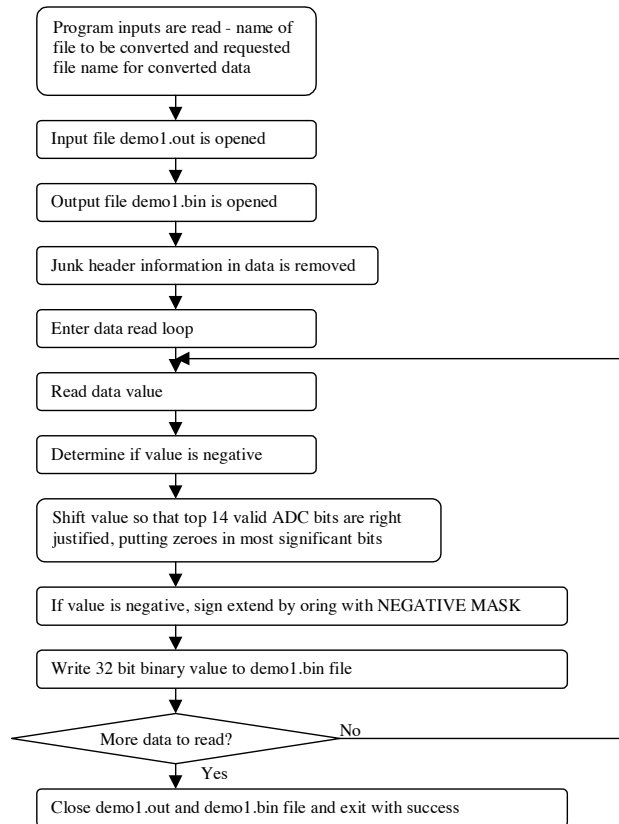 Program inputs are read - name of
file to be converted and requested
file name for converted data
Input file demo1.out is opened
Output file demo1.bin is opened
Junk header information in data is removed
Enter data read loop
Read data value
Determine if value is negative
Shift value so that top 14 valid ADC bits are right
justified, putting zeroes in most significant bits
If value is negative, sign extend by oring with NEGATIVE MASK
Write 32 bit binary value to demo1.bin file
More data to read?
No
Yes
Close demo1.out and demo1.bin file and exit with success